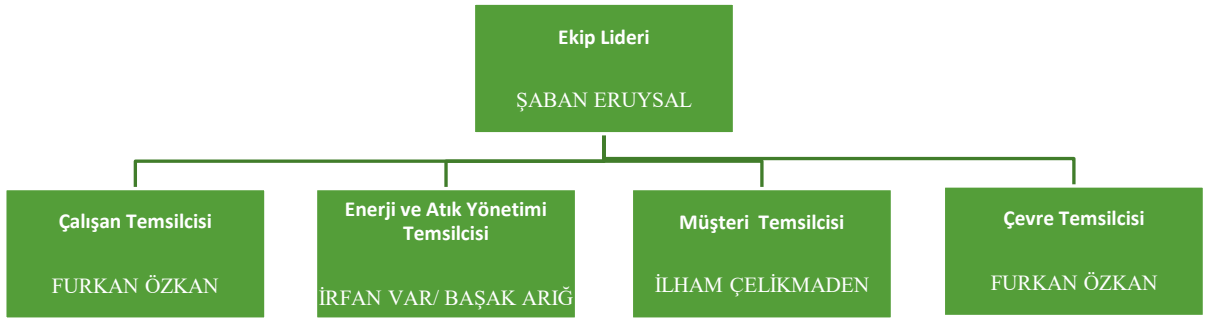 Ekip Lideri
ŞABAN ERUYSAL
Çalışan Temsilcisi
FURKAN ÖZKAN
Enerji ve Atık Yönetimi
Temsilcisi
İRFAN VAR/ BAŞAK ARIĞ
Müşteri Temsilcisi
İLHAM ÇELİKMADEN
Çevre Temsilcisi
FURKAN ÖZKAN